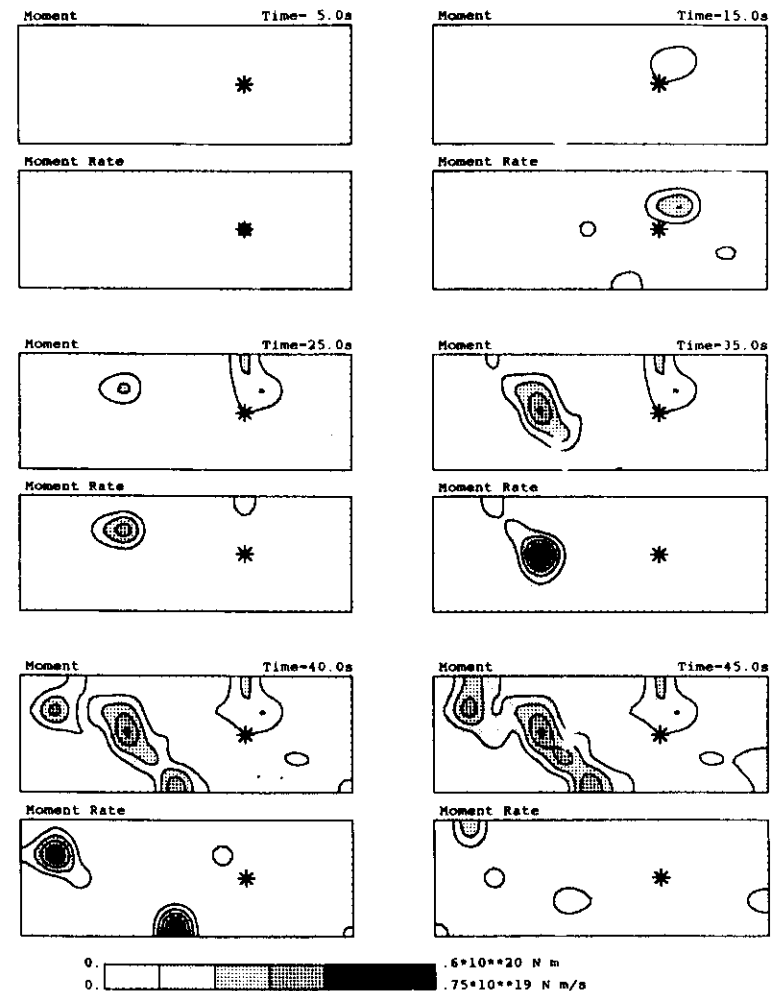 Moment Time- 5.0s
Moment Time-15.0s
Moment Rate
Moment Rate
Moment Time-25.0s
Moment Time-35.0s
Moment Rate
Moment Rate
Moment Time-40.0s
Moment Time-45.0s
Moment Rate
Moment Rate
0. .6*10**20 N m
0. .75*10**19 N m/s